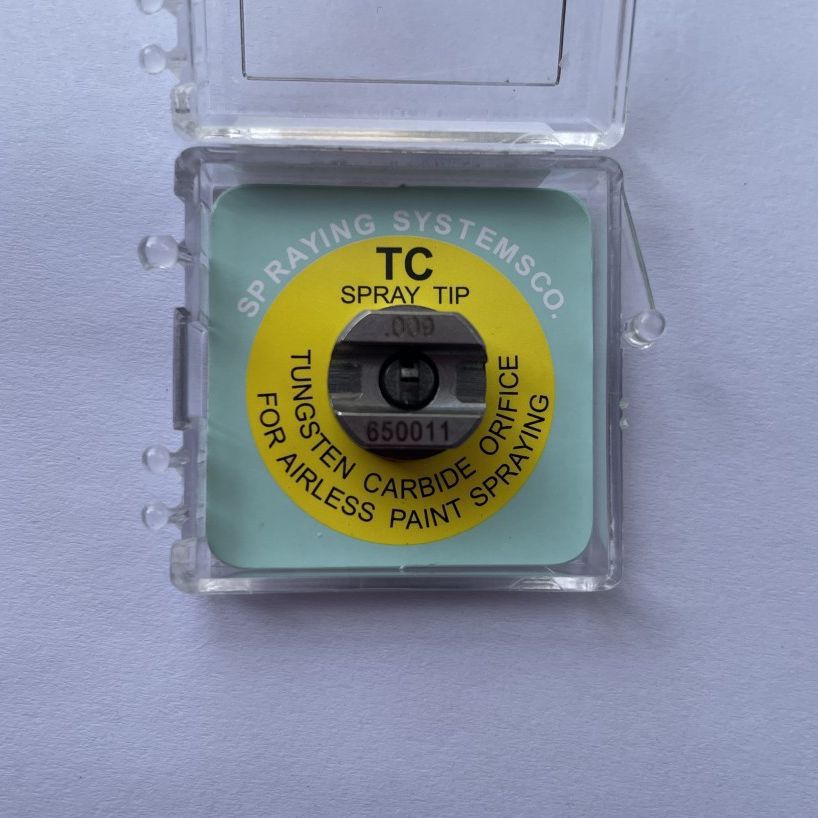 SPRAYING SYSTEMSCO.
TC
SPRAY TIP
.009
650011
TUNGSTEN CARBIDE ORIFICE
FOR AIRLESS PAINT SPRAYING